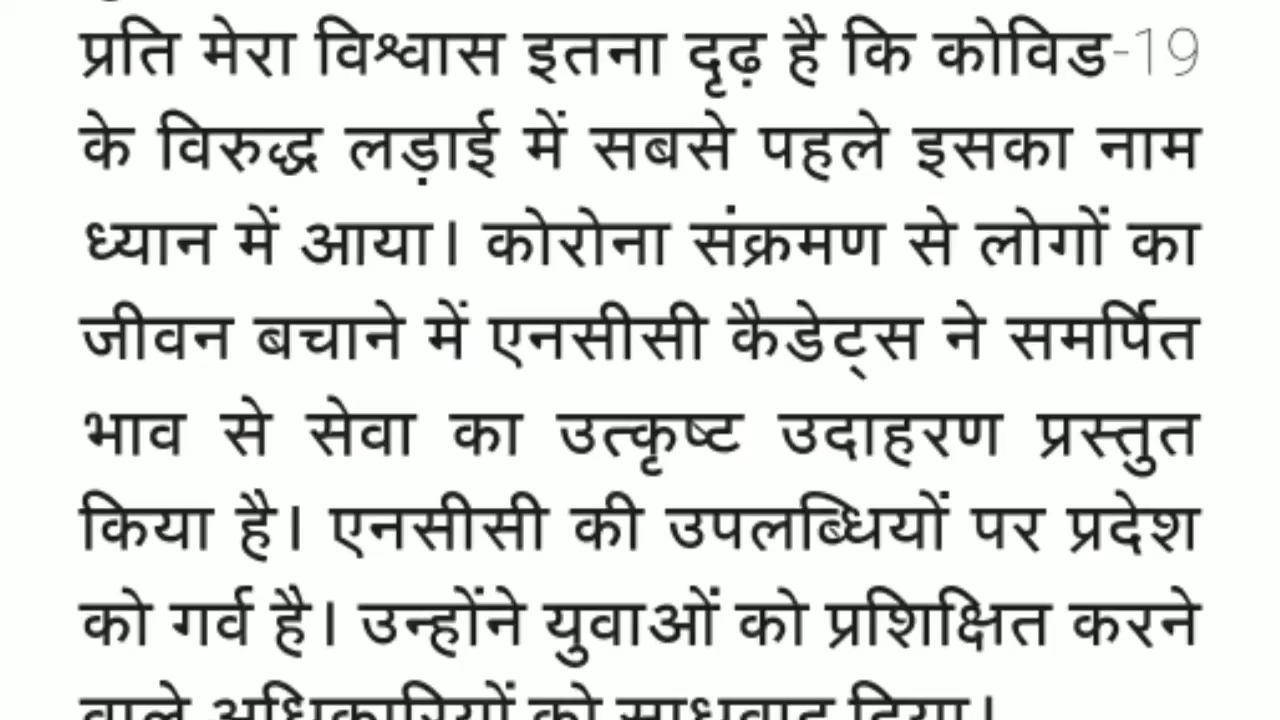 प्रति मेरा विश्वास इतना दृढ़ है कि कोविड-19
के विरुद्ध लड़ाई में सबसे पहले इसका नाम
ध्यान में आया। कोरोना संक्रमण से लोगों का
जीवन बचाने में एनसीसी कैडेट्स ने समर्पित
भाव से सेवा का उत्कृष्ट उदाहरण प्रस्तुत
किया है। एनसीसी की उपलब्धियों पर प्रदेश
को गर्व है। उन्होंने युवाओं को प्रशिक्षित करने
वाले अधिकारियों को साधुवाद दिया।